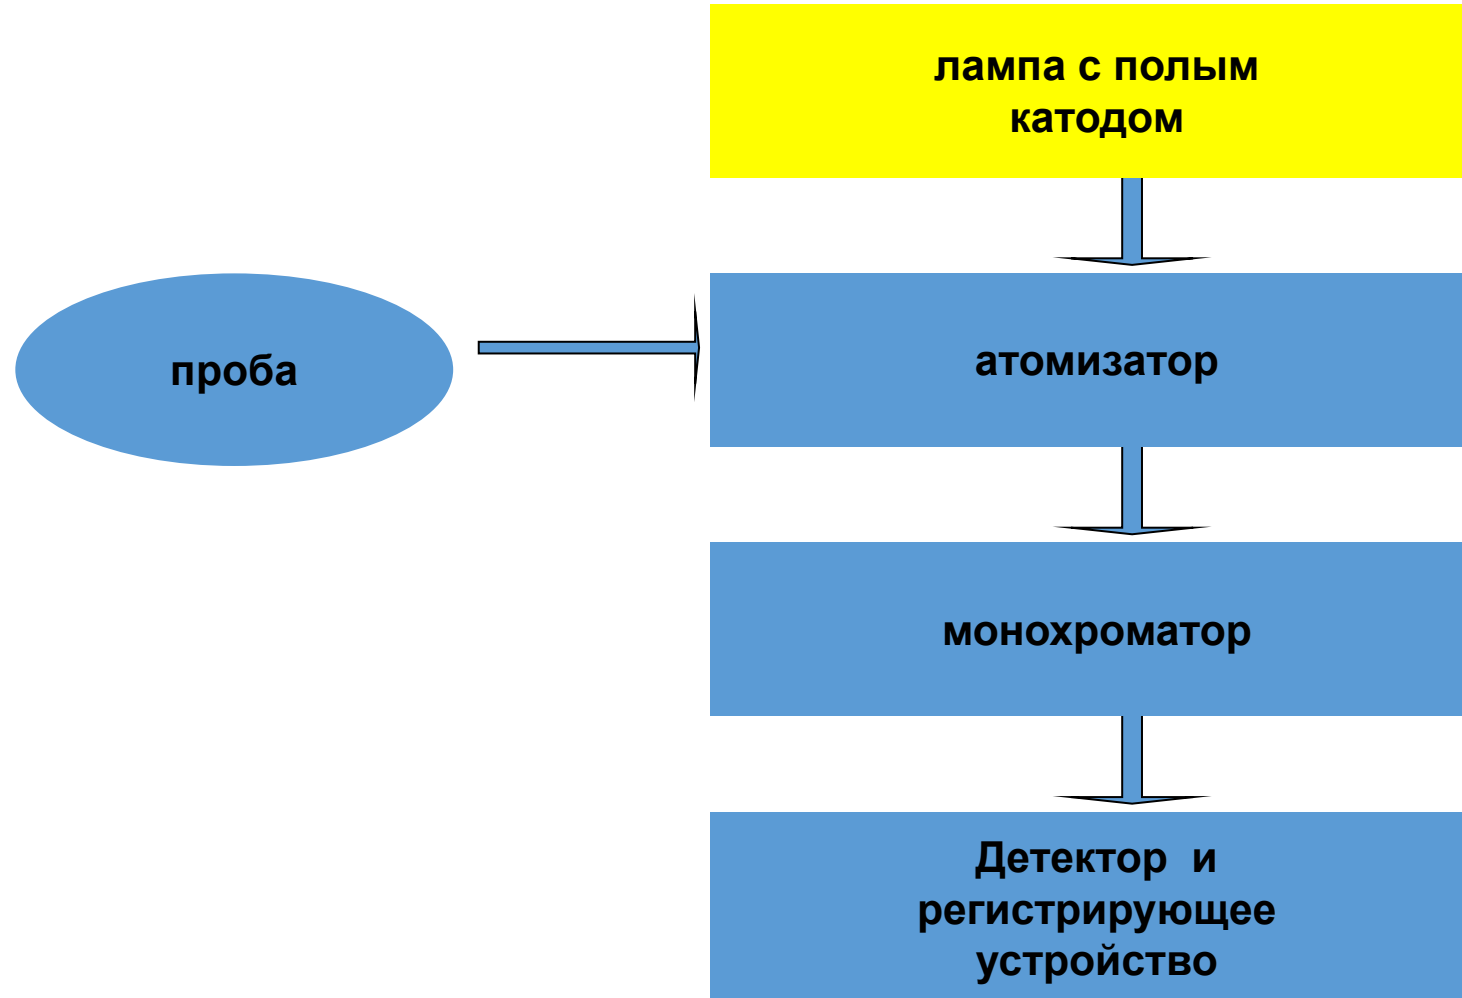 лампа с полым
катодом
проба
атомизатор
монохроматор
Детектор и
регистрирующее
устройство